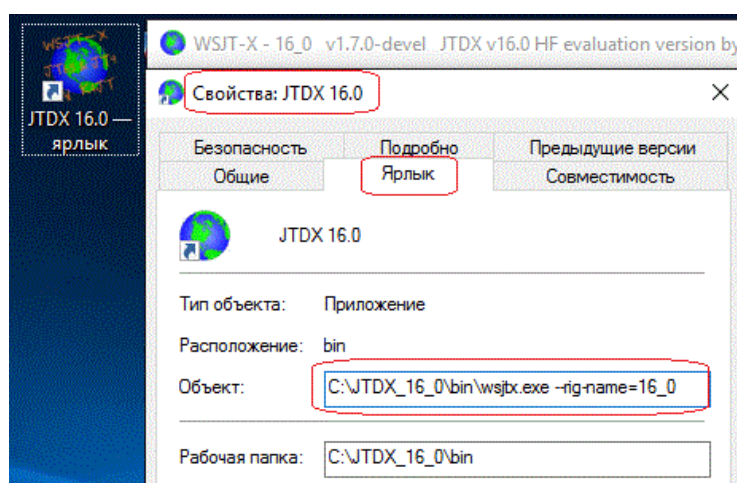 WSJT-X
JTDX 16.0 —
ярлык
WSJT-X - 16_0 v1.7.0-devel JTDX v16.0 HF evaluation version by
Свойства: JTDX 16.0
Безопасность Подробно Предыдущие версии
Общие Ярлык Совместимость
JTDX 16.0
Тип объекта: Приложение
Расположение: bin
Объект: C:\JTDX_16_0\bin\wsjtx.exe --rig-name=16_0
Рабочая папка: C:\JTDX_16_0\bin